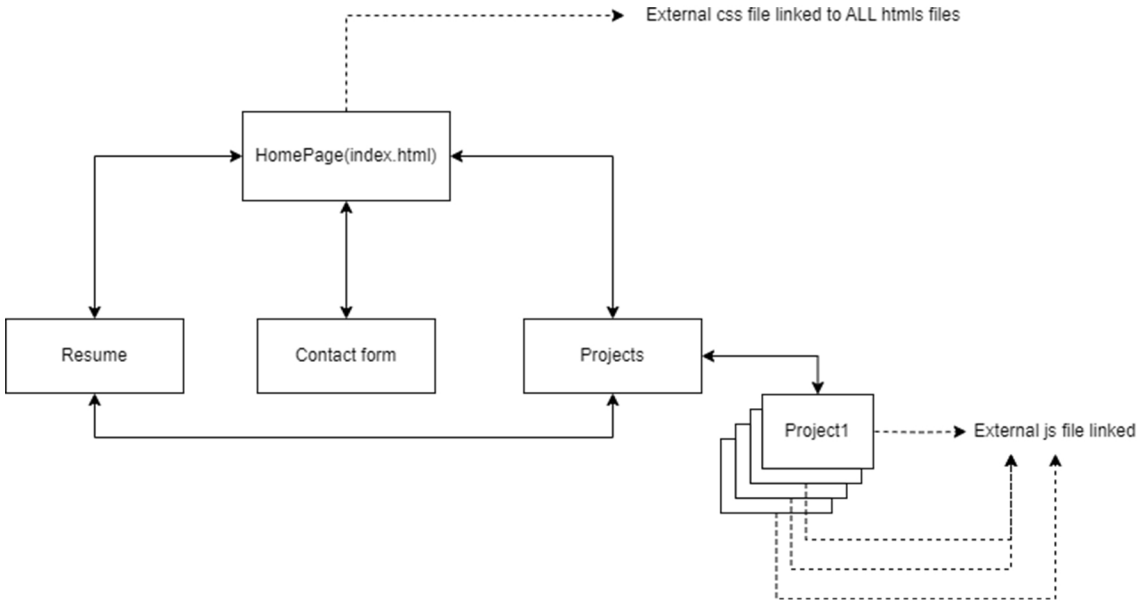 External css file linked to ALL htmls files
HomePage(index.html)
Resume
Contact form
Projects
Project1
External js file linked